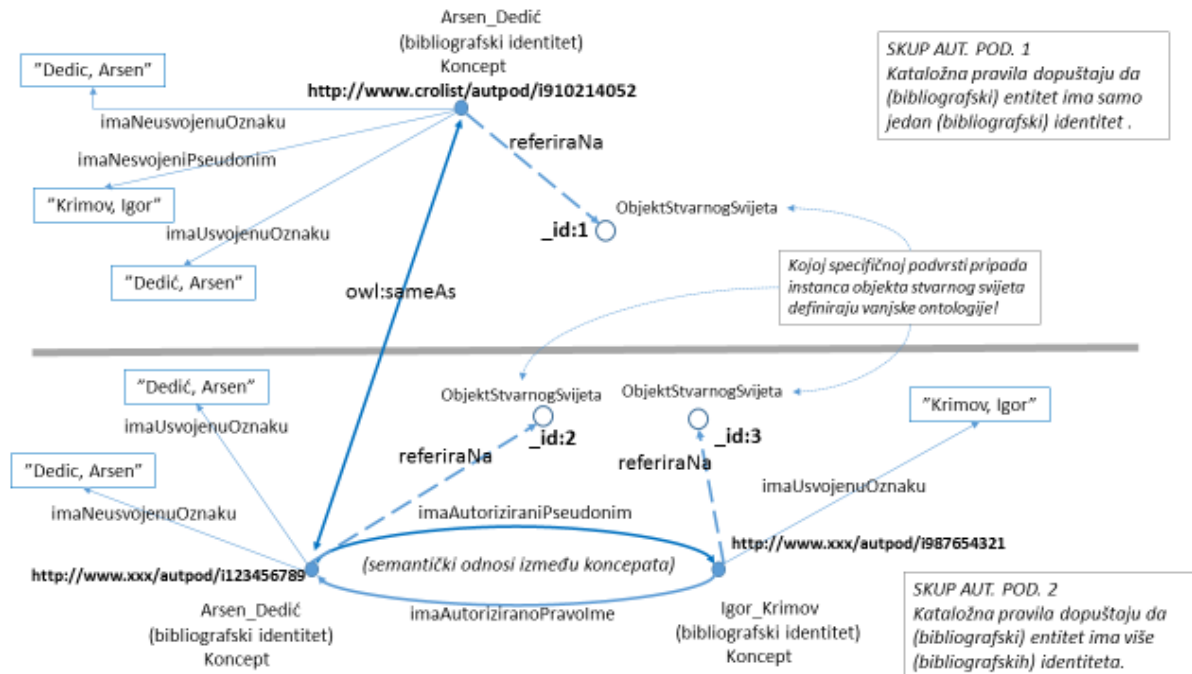 Arsen_Dedić
(bibliografski identitet)
Koncept
http://www.crolist/autpod/i910214052
"Dedic, Arsen"
imaNeusvojenuOznaku
imaNesvojeniPseudonim
"Krimov, Igor"
imaUsvojenuOznaku
"Dedić, Arsen"
referiraNa
ObjektStvarnogSvijeta
_id:1
owl:sameAs
SKUP AUT. POD. 1
Kataložna pravila dopuštaju da
(bibliografski) entitet ima samo
jedan (bibliografski) identitet .
Kojoj specifičnoj podvrsti pripada
instanca objekta stvarnog svijeta
definiraju vanjske ontologije!
"Dedić, Arsen"
imaUsvojenuOznaku
"Dedic, Arsen"
imaNeusvojenuOznaku
ObjektStvarnogSvijeta
_id:2
referiraNa
ObjektStvarnogSvijeta
_id:3
referiraNa
"Krimov, Igor"
imaUsvojenuOznaku
imaAutoriziraniPseudonim
(semantički odnosi između koncepata)
imaAutoriziranoPravoIme
http://www.xxx/autpod/i123456789
Arsen_Dedić
(bibliografski identitet)
Koncept
http://www.xxx/autpod/i987654321
Igor_Krimov
(bibliografski identitet)
Koncept
SKUP AUT. POD. 2
Kataložna pravila dopuštaju da
(bibliografski) entitet ima više
(bibliografskih) identiteta.